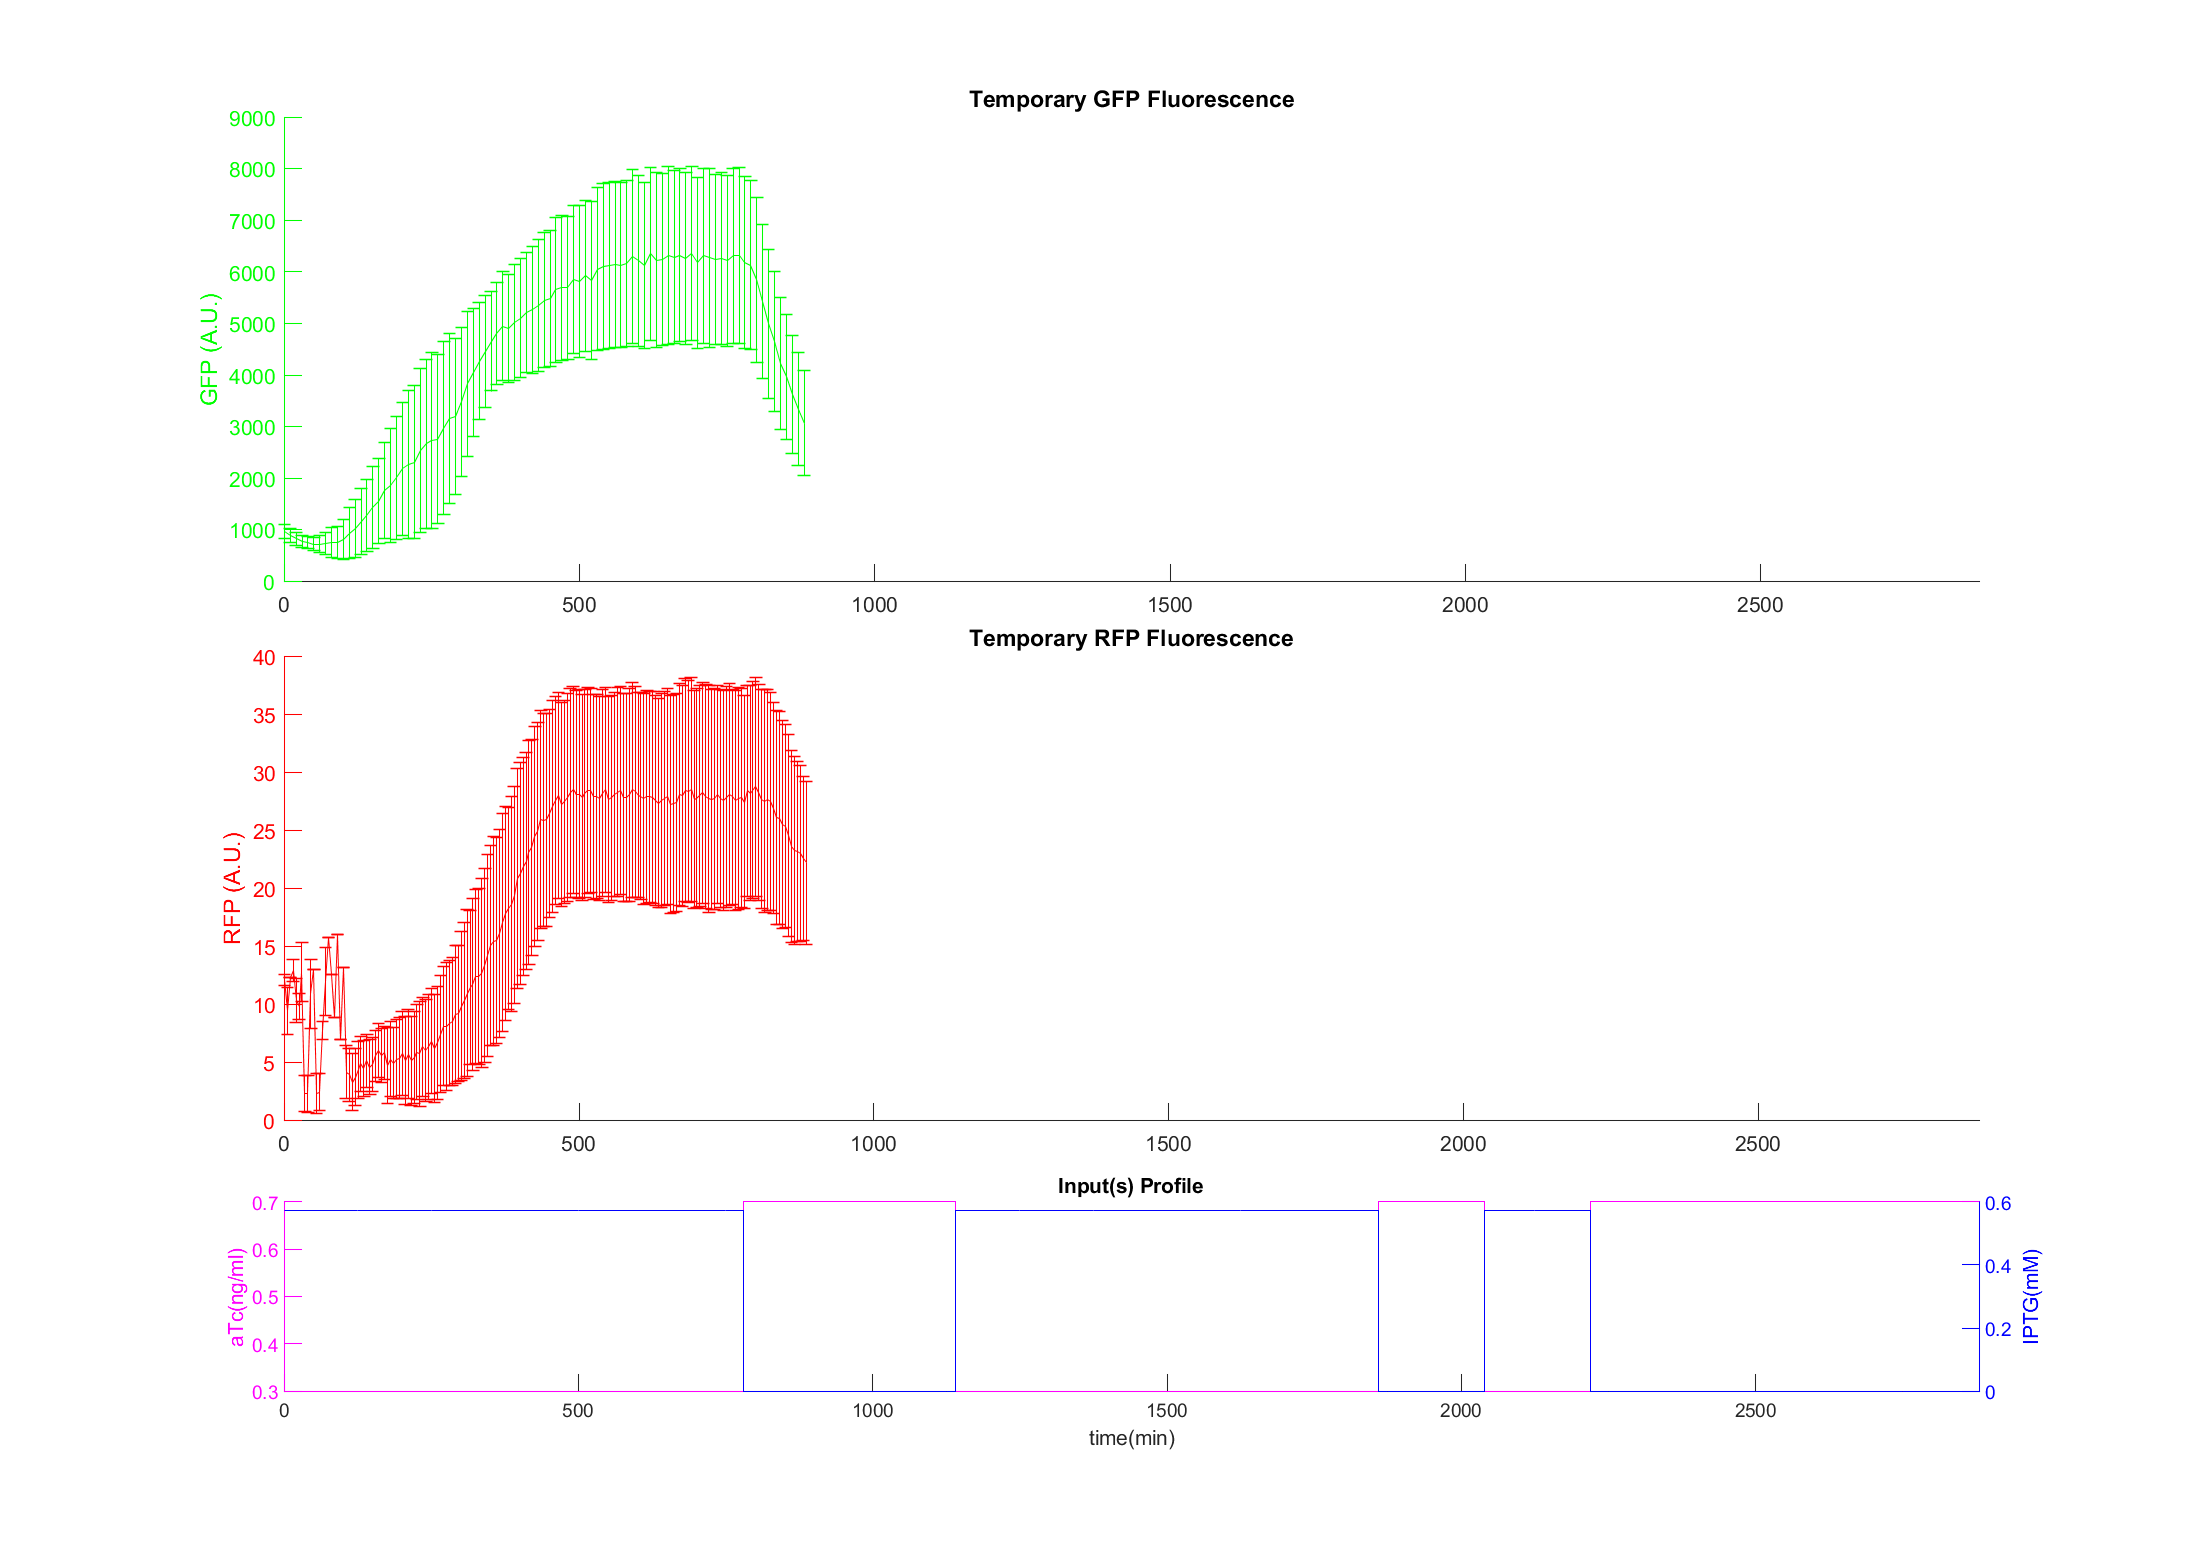 Temporary GFP Fluorescence
9000
8000
7000
6000
5000
4000
3000
2000
1000
0
GFP (A.U.)
0 500 1000 1500 2000 2500
Temporary RFP Fluorescence
40
35
30
25
20
15
10
5
0
RFP (A.U.)
0 500 1000 1500 2000 2500
Input(s) Profile
0.7
0.6
0.5
0.4
0.3
aTc(ng/ml)
0.6
0.4
0.2
0
IPTG(mM)
0 500 1000 1500 2000 2500
time(min)